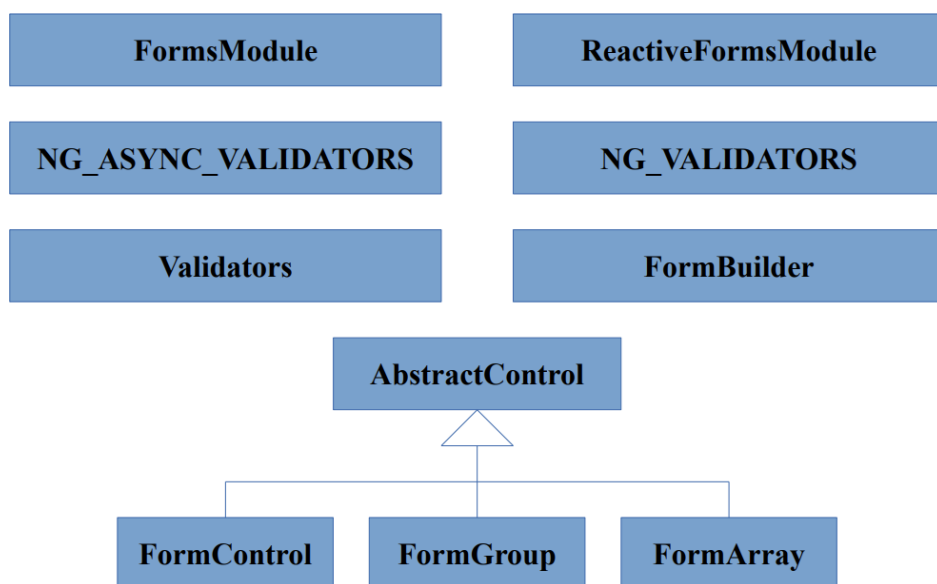 FormsModule
ReactiveFormsModule
NG_ASYNC_VALIDATORS
NG_VALIDATORS
Validators
FormBuilder
AbstractControl
FormControl
FormGroup
FormArray